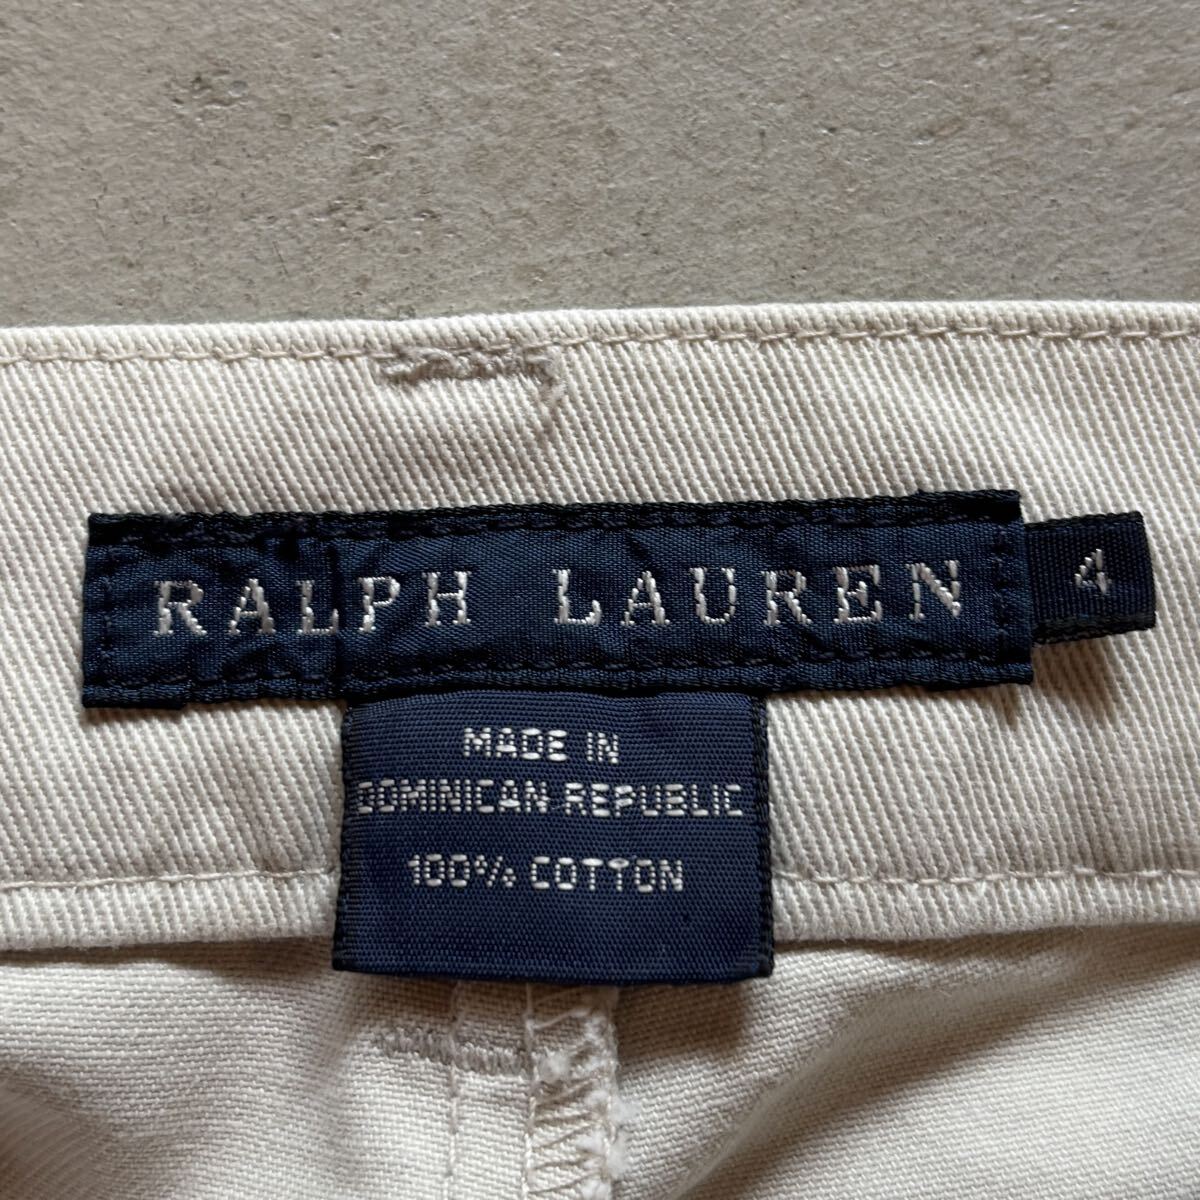 RALPH LAUREN
4
MADE IN
DOMINICAN REPUBLIC
100% COTTON